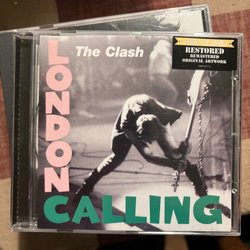 The Clash
LONDON
CALLING
RESTORED
REMASTERED
ORIGINAL ARTWORK